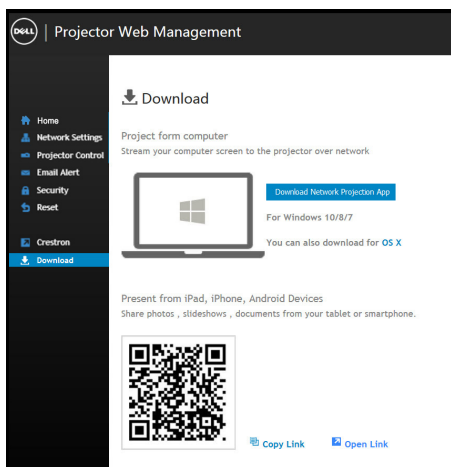 DELL | Projector Web Management
Home
Network Settings
Projector Control
Email Alert
Security
Reset
Crestron
Download
Download
Project form computer
Stream your computer screen to the projector over network
Download Network Projection App
For Windows 10/8/7
You can also download for OS X
Present from iPad, iPhone, Android Devices
Share photos , slideshows , documents from your tablet or smartphone.
Copy Link
Open Link